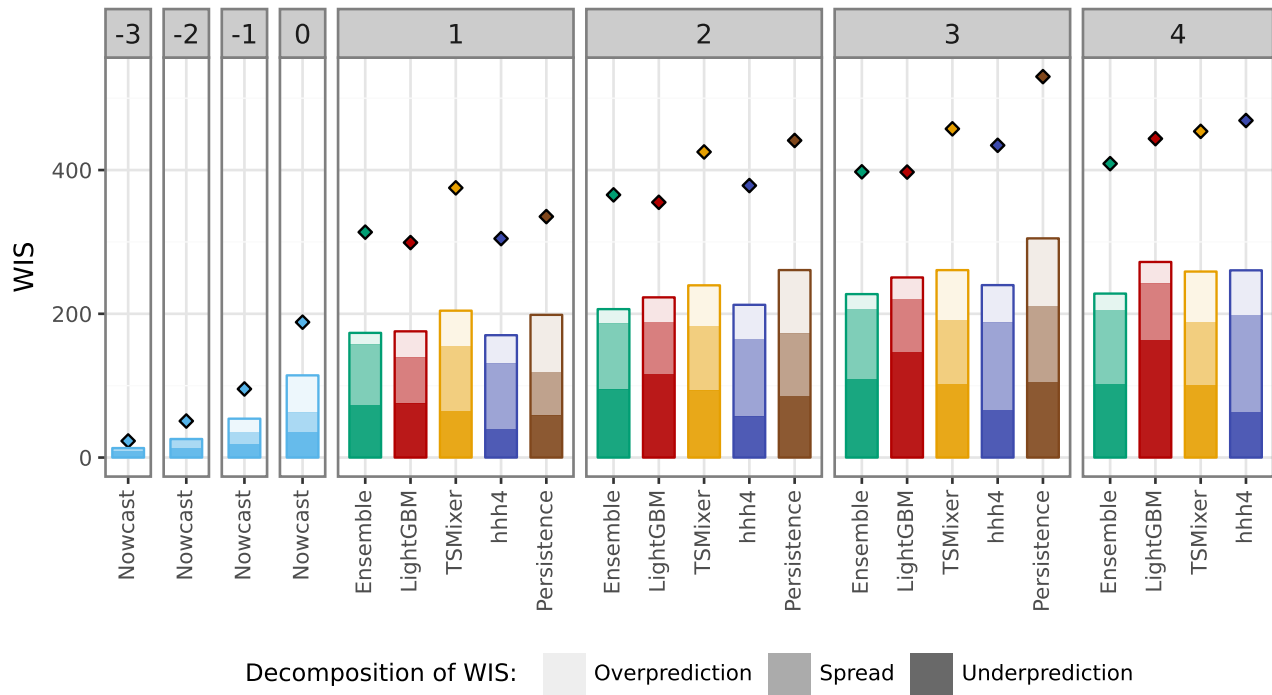 -3 -2 -1 0 1 2 3 4
WIS
400
200
0
Nowcast Nowcast Nowcast Nowcast Ensemble LightGBM TSMixer hhh4 Persistence Ensemble LightGBM TSMixer hhh4 Persistence Ensemble LightGBM TSMixer hhh4 Persistence Ensemble LightGBM TSMixer hhh4
Decomposition of WIS: Overprediction Spread Underprediction